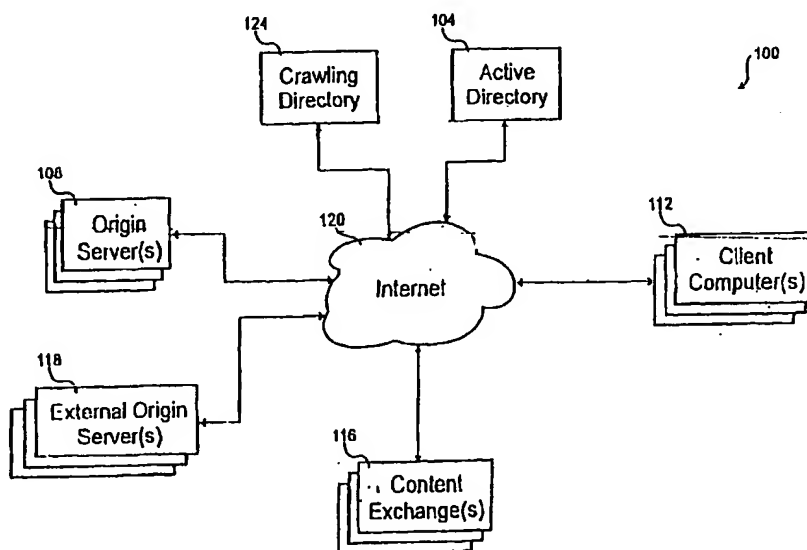 124
Crawling
Directory
104
Active
Directory
100
108
Origin
Server(s)
120
Internet
112
Client
Computer(s)
118
External Origin
Server(s)
116
Content
Exchange(s)